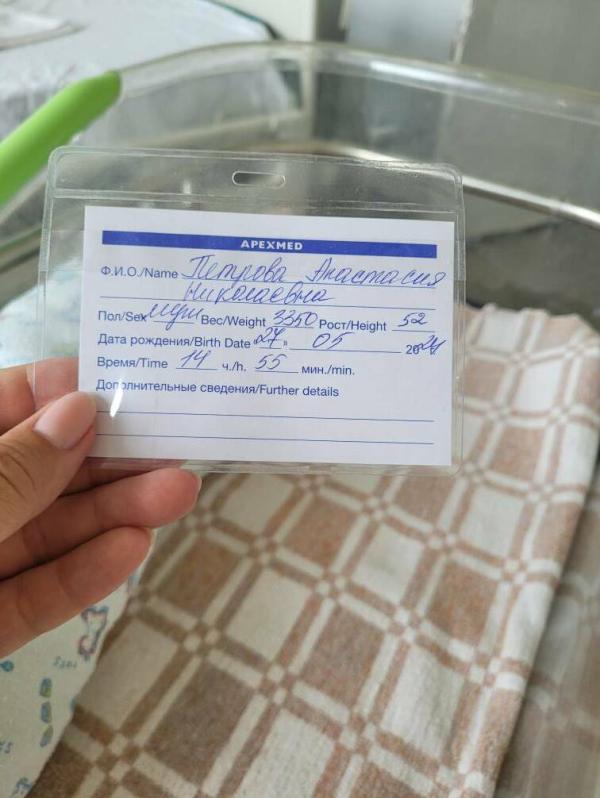 APEXMED
Ф.И.О./Name Петрова Анастасия
Николаевна
Пол/Sex муж Вес/Weight 3350 Рост/Height 52
Дата рождения/Birth Date «27» 05 2024
Время/Time 14 ч./h. 55 мин./min.
Дополнительные сведения/Further details